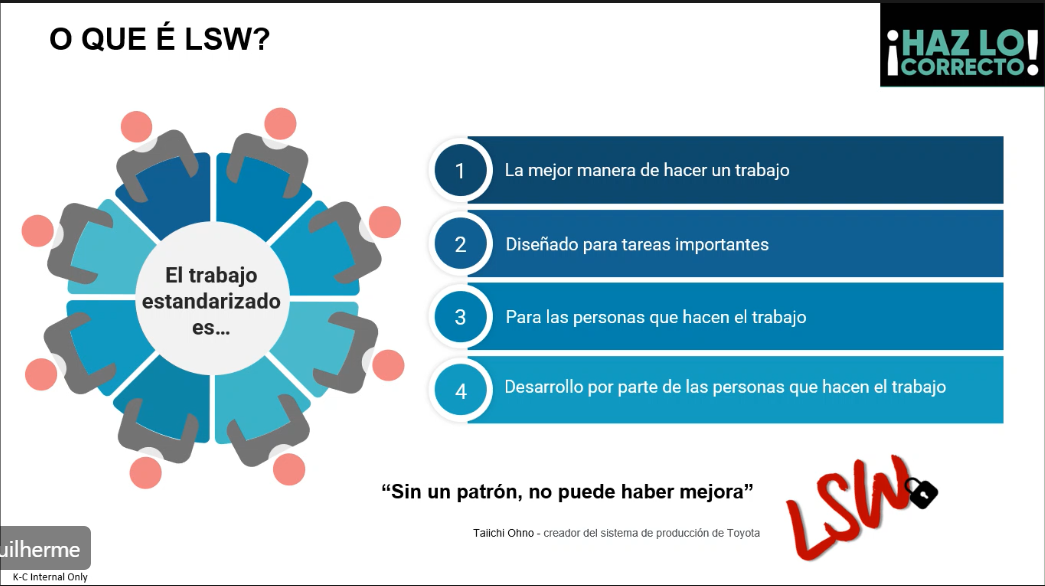 O QUE É LSW?
¡HAZ LO
CORRECTO!
El trabajo
estandarizado
es...
1
La mejor manera de hacer un trabajo
2
Diseñado para tareas importantes
3
Para las personas que hacen el trabajo
4
Desarrollo por parte de las personas que hacen el trabajo
“Sin un patrón, no puede haber mejora”
Taiichi Ohno - creador del sistema de producción de Toyota
LSW
uilherme
K-C Internal Only